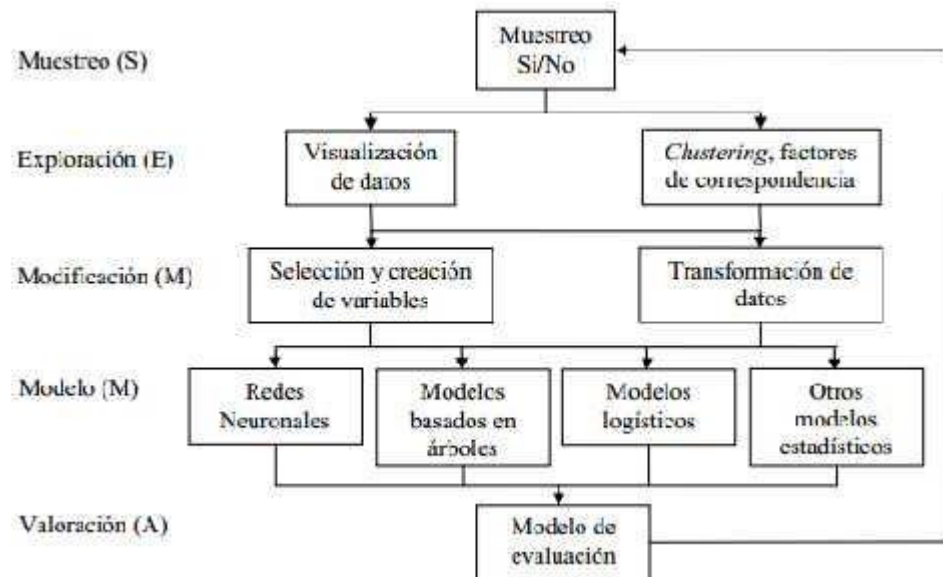 Muestreo (S)
Muestreo
Si/No
Exploración (E)
Visualización
de datos
Clustering, factores
de correspondencia
Modificación (M)
Selección y creación
de variables
Transformación de
datos
Modelo (M)
Redes
Neuronales
Modelos
basados en
árboles
Modelos
logísticos
Otros
modelos
estadísticos
Valoración (A)
Modelo de
evaluación